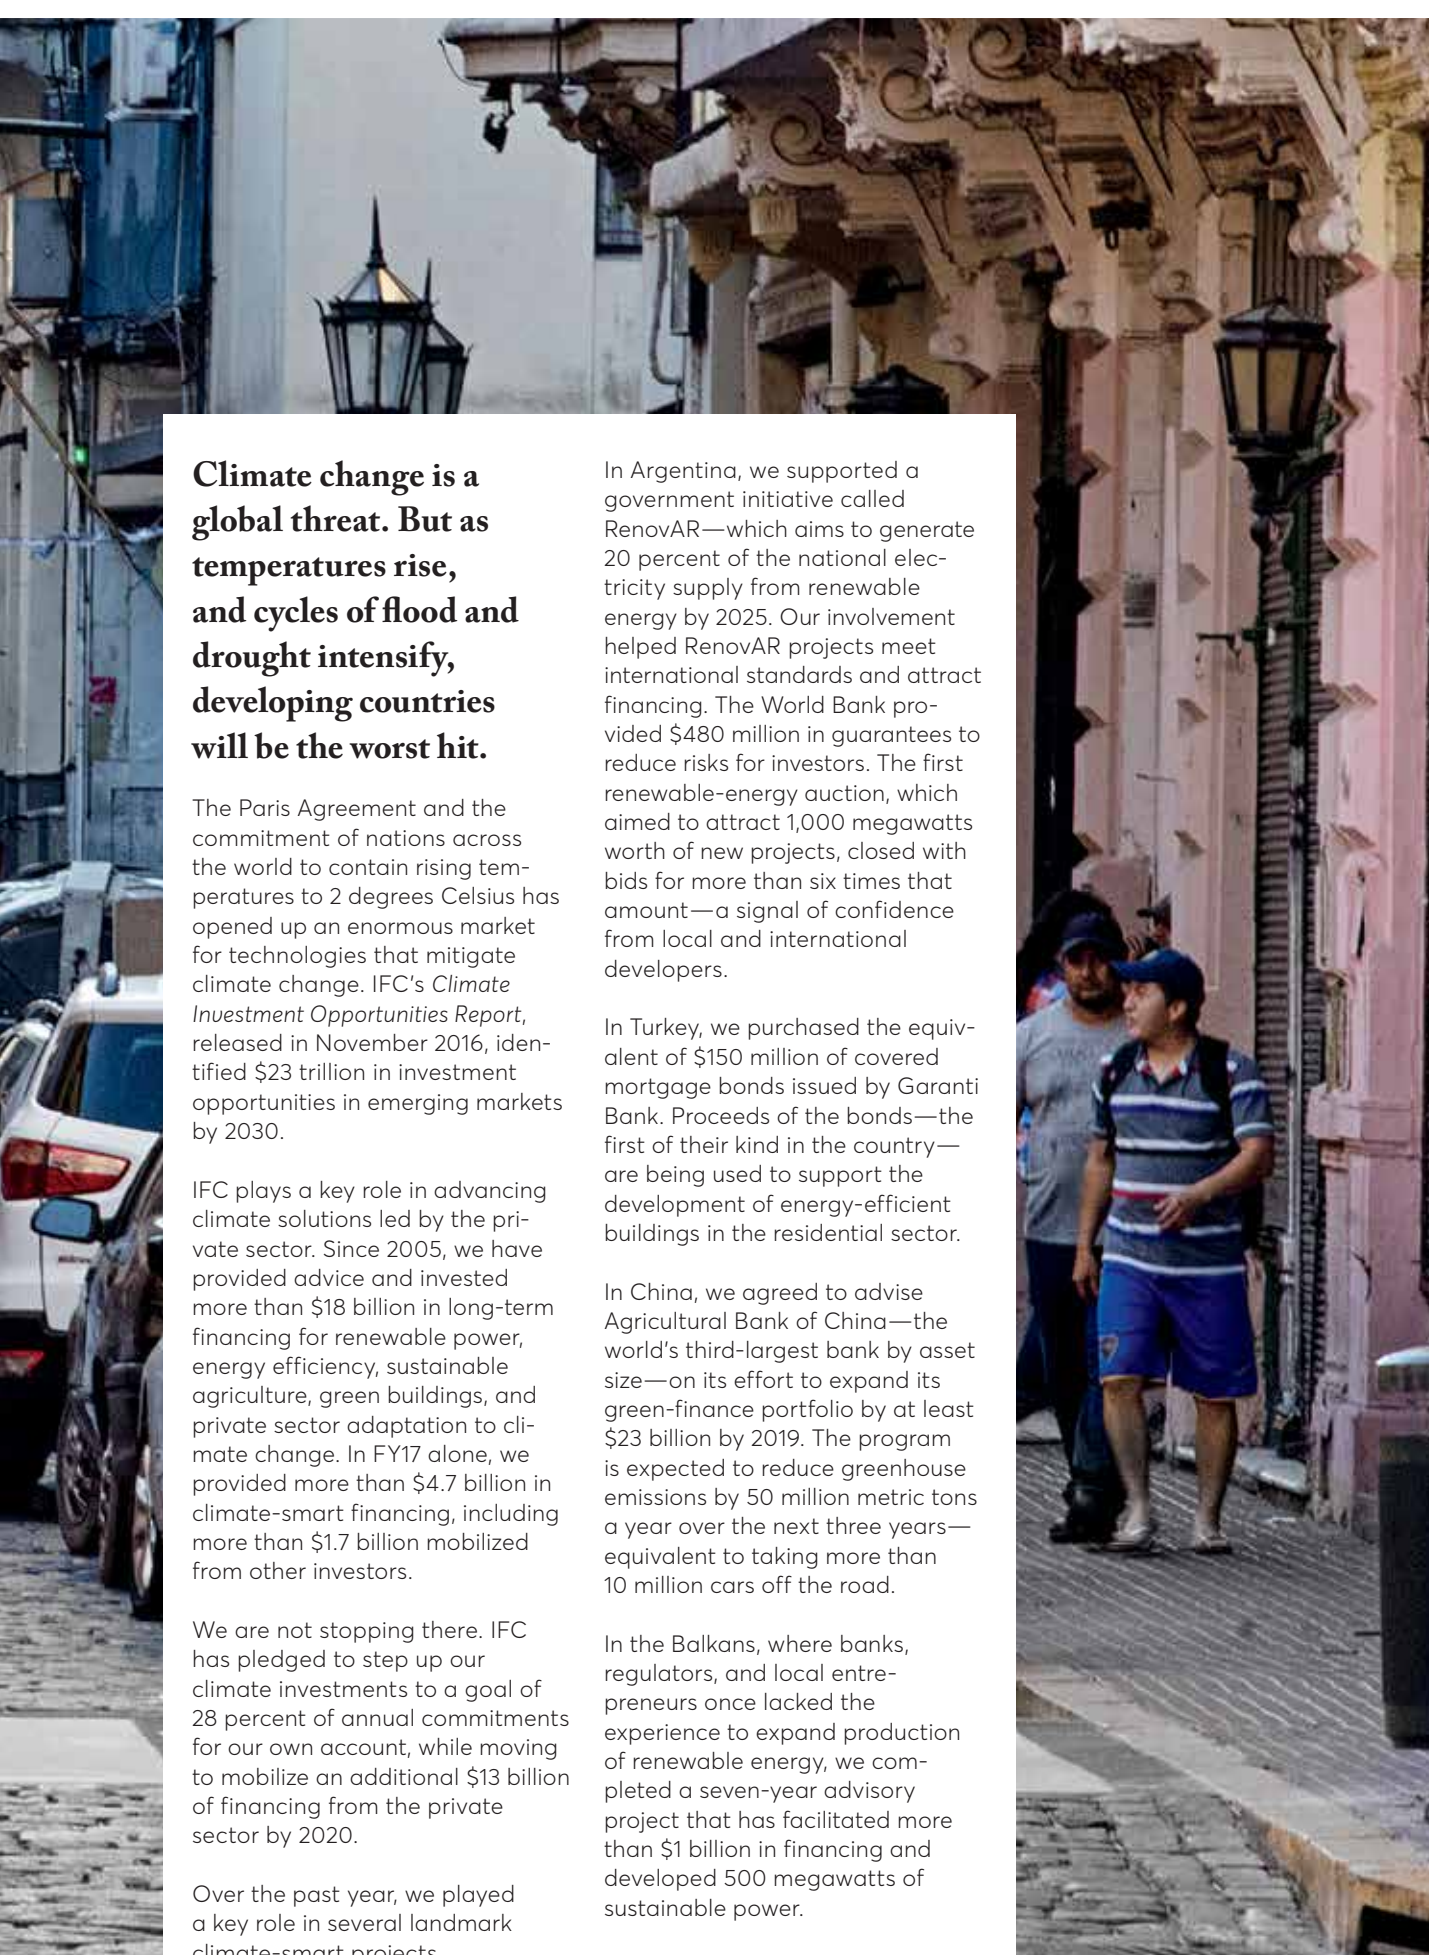 Climate change is a
global threat. But as
temperatures rise,
and cycles of flood and
drought intensify,
developing countries
will be the worst hit.
The Paris Agreement and the
commitment of nations across
the world to contain rising tem-
peratures to 2 degrees Celsius has
opened up an enormous market
for technologies that mitigate
climate change. IFC's Climate
Investment Opportunities Report,
released in November 2016, iden-
tified $23 trillion in investment
opportunities in emerging markets
by 2030.
IFC plays a key role in advancing
climate solutions led by the pri-
vate sector. Since 2005, we have
provided advice and invested
more than $18 billion in long-term
financing for renewable power,
energy efficiency, sustainable
agriculture, green buildings, and
private sector adaptation to cli-
mate change. In FY17 alone, we
provided more than $4.7 billion in
climate-smart financing, including
more than $1.7 billion mobilized
from other investors.
We are not stopping there. IFC
has pledged to step up our
climate investments to a goal of
28 percent of annual commitments
for our own account, while moving
to mobilize an additional $13 billion
of financing from the private
sector by 2020.
Over the past year, we played
a key role in several landmark
climate-smart projects
In Argentina, we supported a
government initiative called
RenovAR—which aims to generate
20 percent of the national elec-
tricity supply from renewable
energy by 2025. Our involvement
helped RenovAR projects meet
international standards and attract
financing. The World Bank pro-
vided $480 million in guarantees to
reduce risks for investors. The first
renewable-energy auction, which
aimed to attract 1,000 megawatts
worth of new projects, closed with
bids for more than six times that
amount—a signal of confidence
from local and international
developers.
In Turkey, we purchased the equiv-
alent of $150 million of covered
mortgage bonds issued by Garanti
Bank. Proceeds of the bonds—the
first of their kind in the country—
are being used to support the
development of energy-efficient
buildings in the residential sector.
In China, we agreed to advise
Agricultural Bank of China—the
world's third-largest bank by asset
size—on its effort to expand its
green-finance portfolio by at least
$23 billion by 2019. The program
is expected to reduce greenhouse
emissions by 50 million metric tons
a year over the next three years—
equivalent to taking more than
10 million cars off the road.
In the Balkans, where banks,
regulators, and local entre-
preneurs once lacked the
experience to expand production
of renewable energy, we com-
pleted a seven-year advisory
project that has facilitated more
than $1 billion in financing and
developed 500 megawatts of
sustainable power.